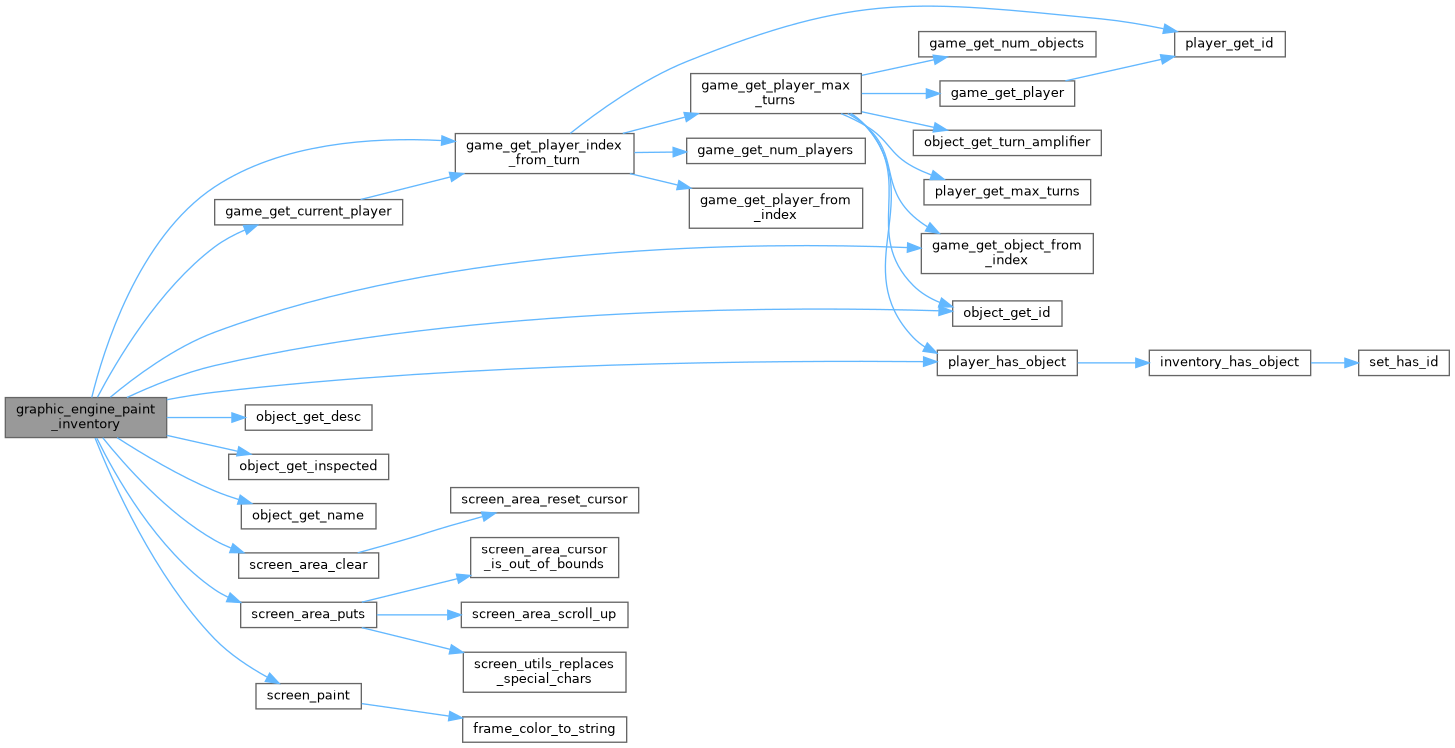 game_get_num_objects
player_get_id
game_get_player_max
_turns
game_get_player
game_get_player_index
_from_turn
object_get_turn_amplifier
game_get_num_players
player_get_max_turns
game_get_player_from
_index
game_get_current_player
game_get_object_from
_index
object_get_id
player_has_object
inventory_has_object
set_has_id
graphic_engine_paint
_inventory
object_get_desc
object_get_inspected
object_get_name
screen_area_reset_cursor
screen_area_clear
screen_area_cursor
_is_out_of_bounds
screen_area_puts
screen_area_scroll_up
screen_utils_replaces
_special_chars
screen_paint
frame_color_to_string